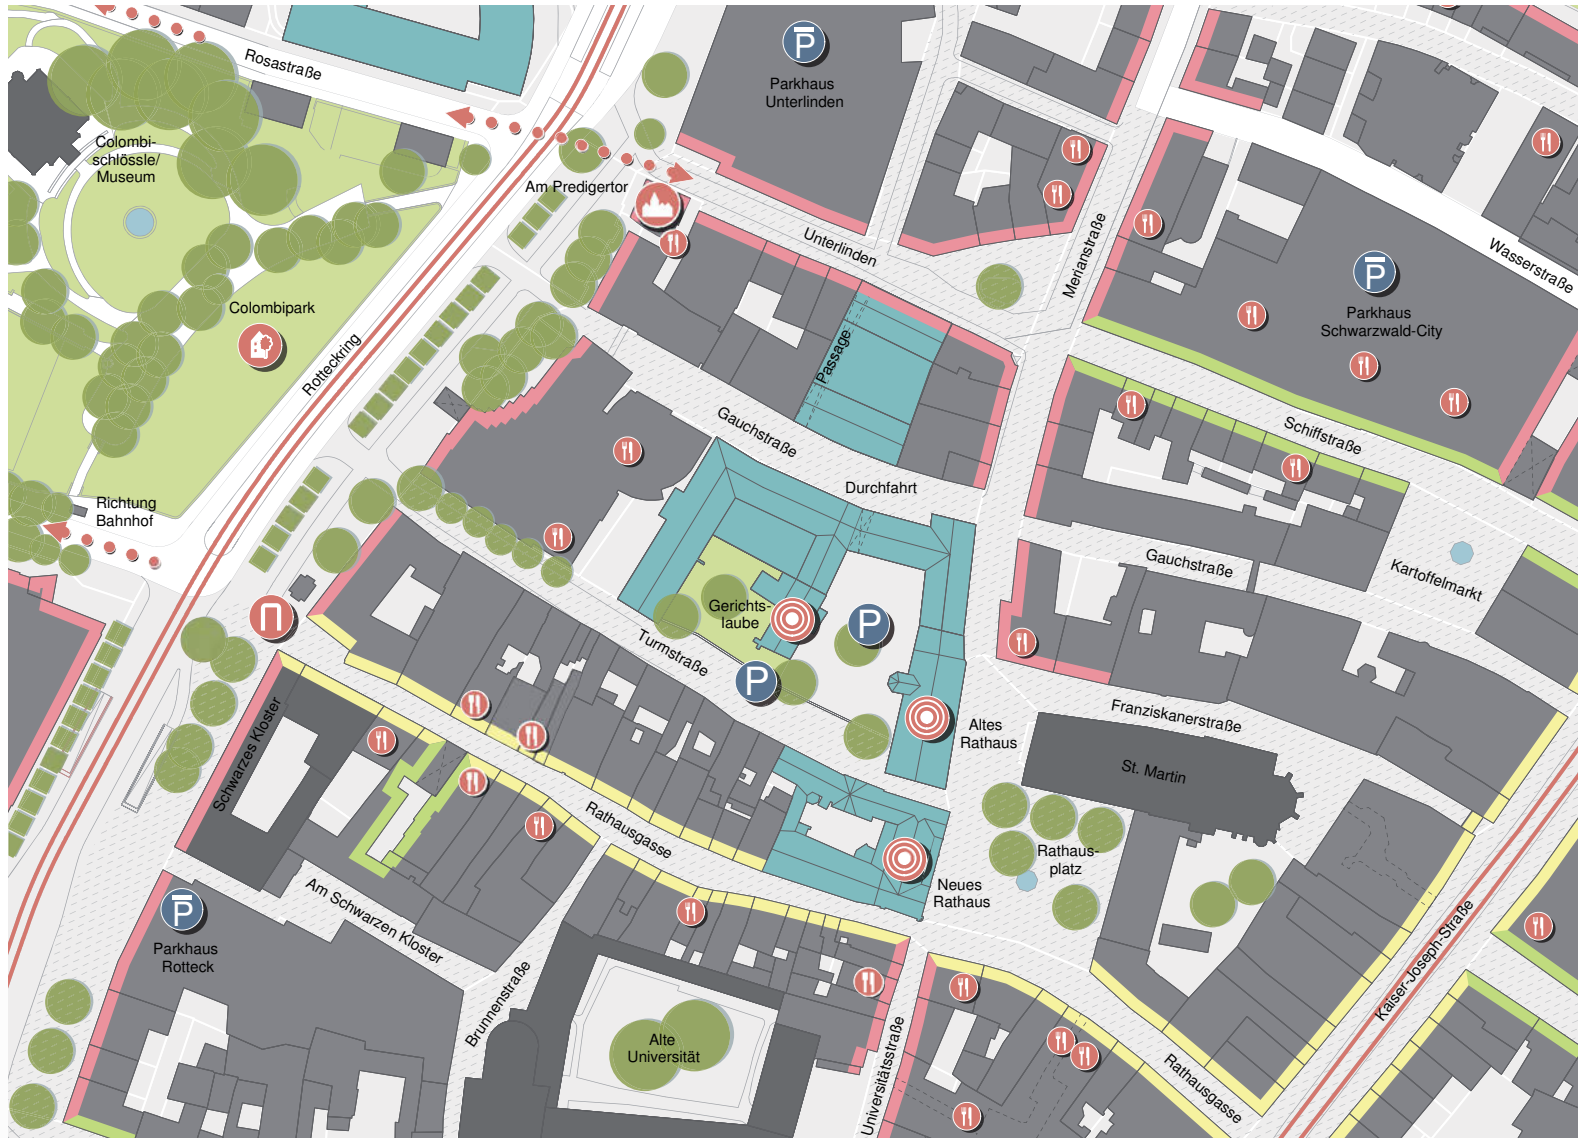 Rosastraße
P
Parkhaus
Unterlinden
Colombi-
schlössle/
Museum
Am Predigertor
Unterlinden
Merianstraße
Wasserstraße
P
Parkhaus
Schwarzwald-City
Colombipark
Rotteckring
Passage
Gauchstraße
Schiffstraße
Durchfahrt
Richtung
Bahnhof
Gauchstraße
Kartoffelmarkt
Gerichts-
laube
P
Turmstraße
P
Franziskanerstraße
Altes
Rathaus
St. Martin
Schwarzes Kloster
Rathausgasse
Rathaus-
platz
Neues
Rathaus
Am Schwarzen Kloster
P
Parkhaus
Rotteck
Kaiser-Joseph-Straße
Brunnenstraße
Alte
Universität
Universitätsstraße
Rathausgasse